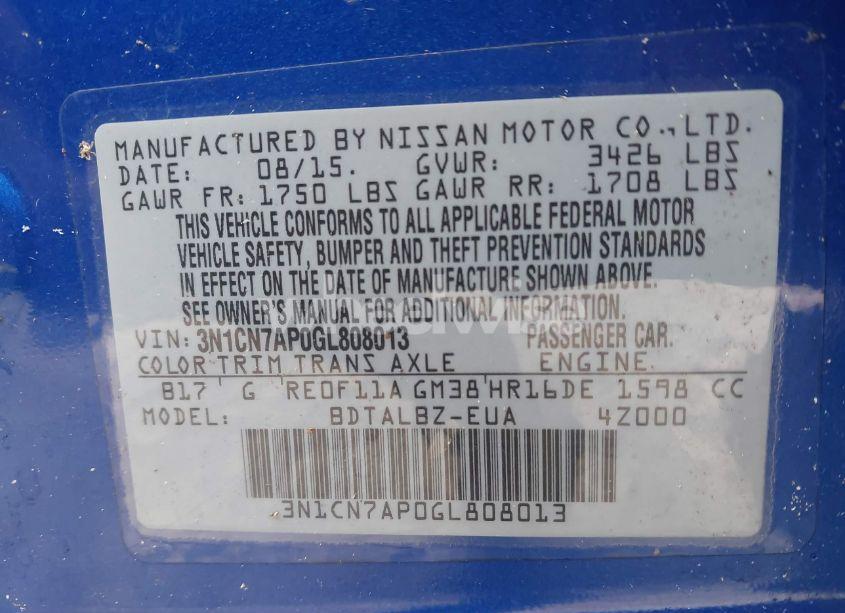 MANUFACTURED BY NISSAN MOTOR CO., LTD.
DATE: 08/15. GVWR: 3426 LBS
GAWR FR: 1750 LBS GAWR RR: 1708 LBS
THIS VEHICLE CONFORMS TO ALL APPLICABLE FEDERAL MOTOR
VEHICLE SAFETY, BUMPER AND THEFT PREVENTION STANDARDS
IN EFFECT ON THE DATE OF MANUFACTURE SHOWN ABOVE.
SEE OWNER'S MANUAL FOR ADDITIONAL INFORMATION.
VIN: 3N1CN7AP0GL808013 PASSENGER CAR.
COLOR TRIM TRANS AXLE ENGINE.
B17 G RE0F11A GM38 HR16DE 1598 CC
MODEL: BDTALBZ-EUA 4Z000
3N1CN7AP0GL808013